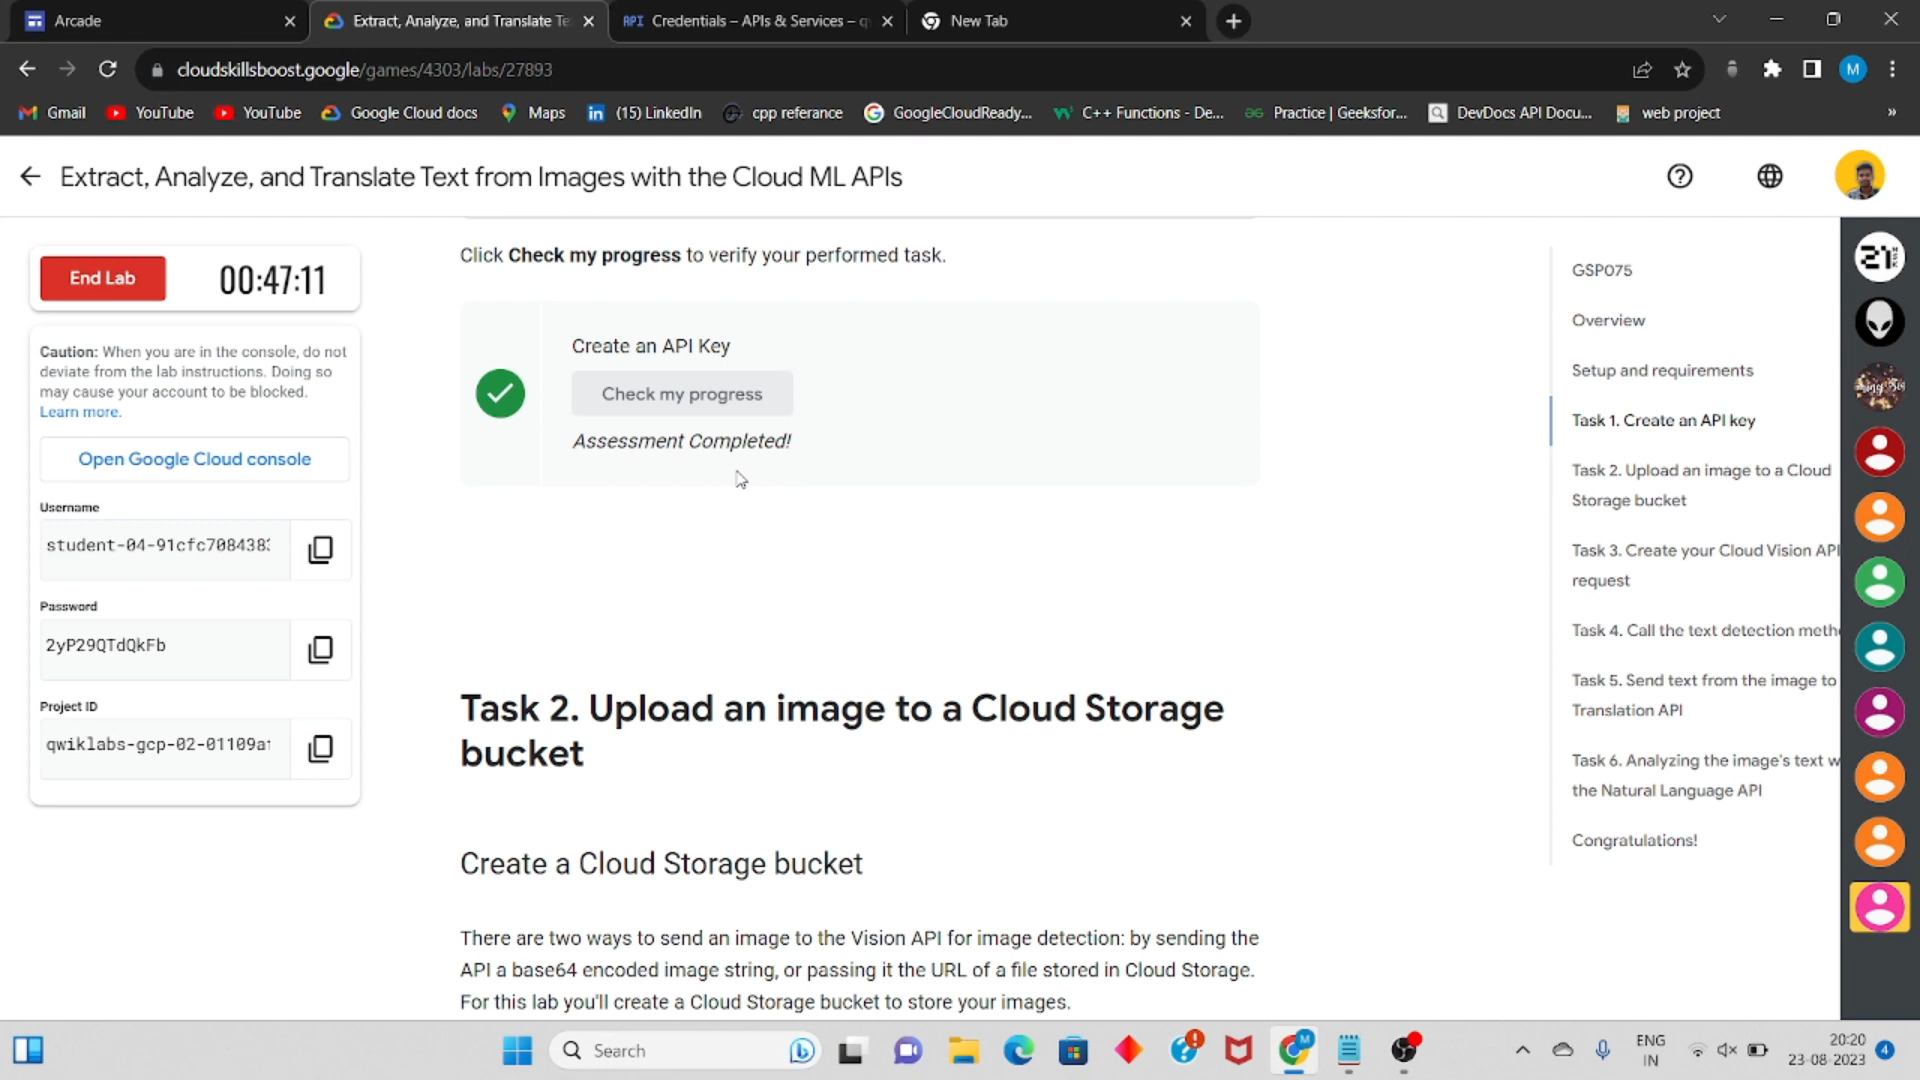 Arcade
Extract, Analyze, and Translate Te
API Credentials – APIs & Services – q
New Tab
cloudskillsboost.google/games/4303/labs/27893
M
Gmail
YouTube
YouTube
Google Cloud docs
Maps
(15) LinkedIn
cpp referance
GoogleCloudReady...
C++ Functions - De...
Practice | Geeksfor...
DevDocs API Docu...
web project
»
Extract, Analyze, and Translate Text from Images with the Cloud ML APIs
End Lab
00:47:11
Caution: When you are in the console, do not
deviate from the lab instructions. Doing so
may cause your account to be blocked.
Learn more.
Open Google Cloud console
Username
student-04-91cfc7084383
Password
2yP29QTdQkFb
Project ID
qwiklabs-gcp-02-01109a
Click Check my progress to verify your performed task.
Create an API Key
Check my progress
Assessment Completed!
Task 2. Upload an image to a Cloud Storage
bucket
Create a Cloud Storage bucket
There are two ways to send an image to the Vision API for image detection: by sending the
API a base64 encoded image string, or passing it the URL of a file stored in Cloud Storage.
For this lab you'll create a Cloud Storage bucket to store your images.
GSP075
Overview
Setup and requirements
Task 1. Create an API key
Task 2. Upload an image to a Cloud
Storage bucket
Task 3. Create your Cloud Vision API
request
Task 4. Call the text detection meth
Task 5. Send text from the image to
Translation API
Task 6. Analyzing the image's text w
the Natural Language API
Congratulations!
Search
ENG
IN
20:20
23-08-2023
4